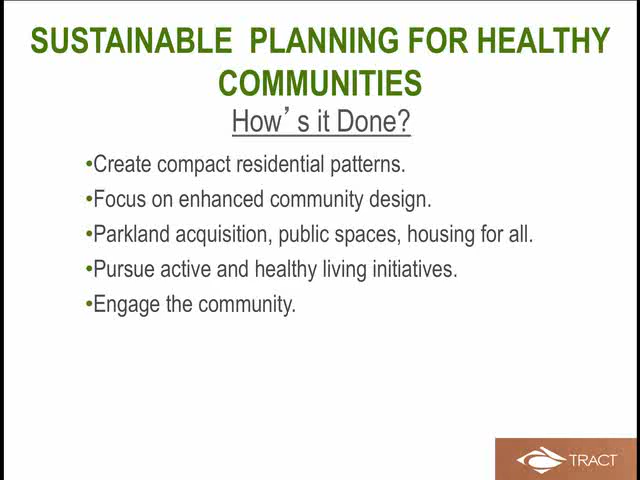 SUSTAINABLE PLANNING FOR HEALTHY
COMMUNITIES
How’s it Done?
•Create compact residential patterns.
•Focus on enhanced community design.
•Parkland acquisition, public spaces, housing for all.
•Pursue active and healthy living initiatives.
•Engage the community.
TRACT